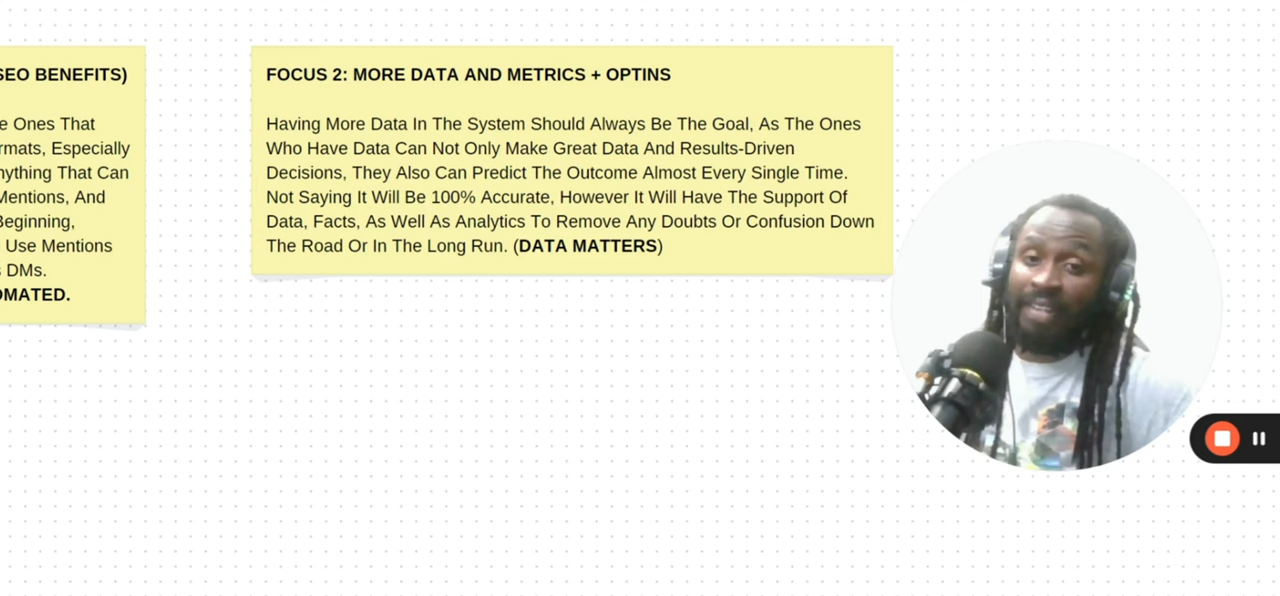 SEO BENEFITS)
e Ones That
rmats, Especially
nything That Can
Mentions, And
Beginning,
Use Mentions
s DMs.
OMATED.
FOCUS 2: MORE DATA AND METRICS + OPTINS
Having More Data In The System Should Always Be The Goal, As The Ones
Who Have Data Can Not Only Make Great Data And Results-Driven
Decisions, They Also Can Predict The Outcome Almost Every Single Time.
Not Saying It Will Be 100% Accurate, However It Will Have The Support Of
Data, Facts, As Well As Analytics To Remove Any Doubts Or Confusion Down
The Road Or In The Long Run. (DATA MATTERS)